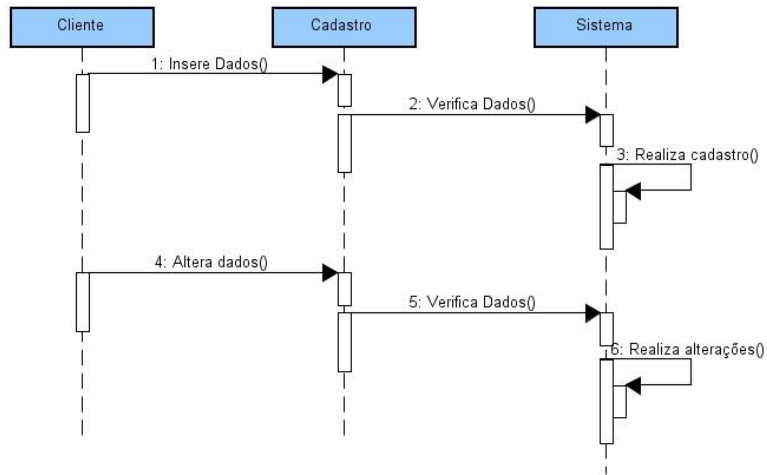 Cliente
Cadastro
Sistema
1: Insere Dados()
2: Verifica Dados()
3: Realiza cadastro()
4: Altera dados()
5: Verifica Dados()
6: Realiza alterações()